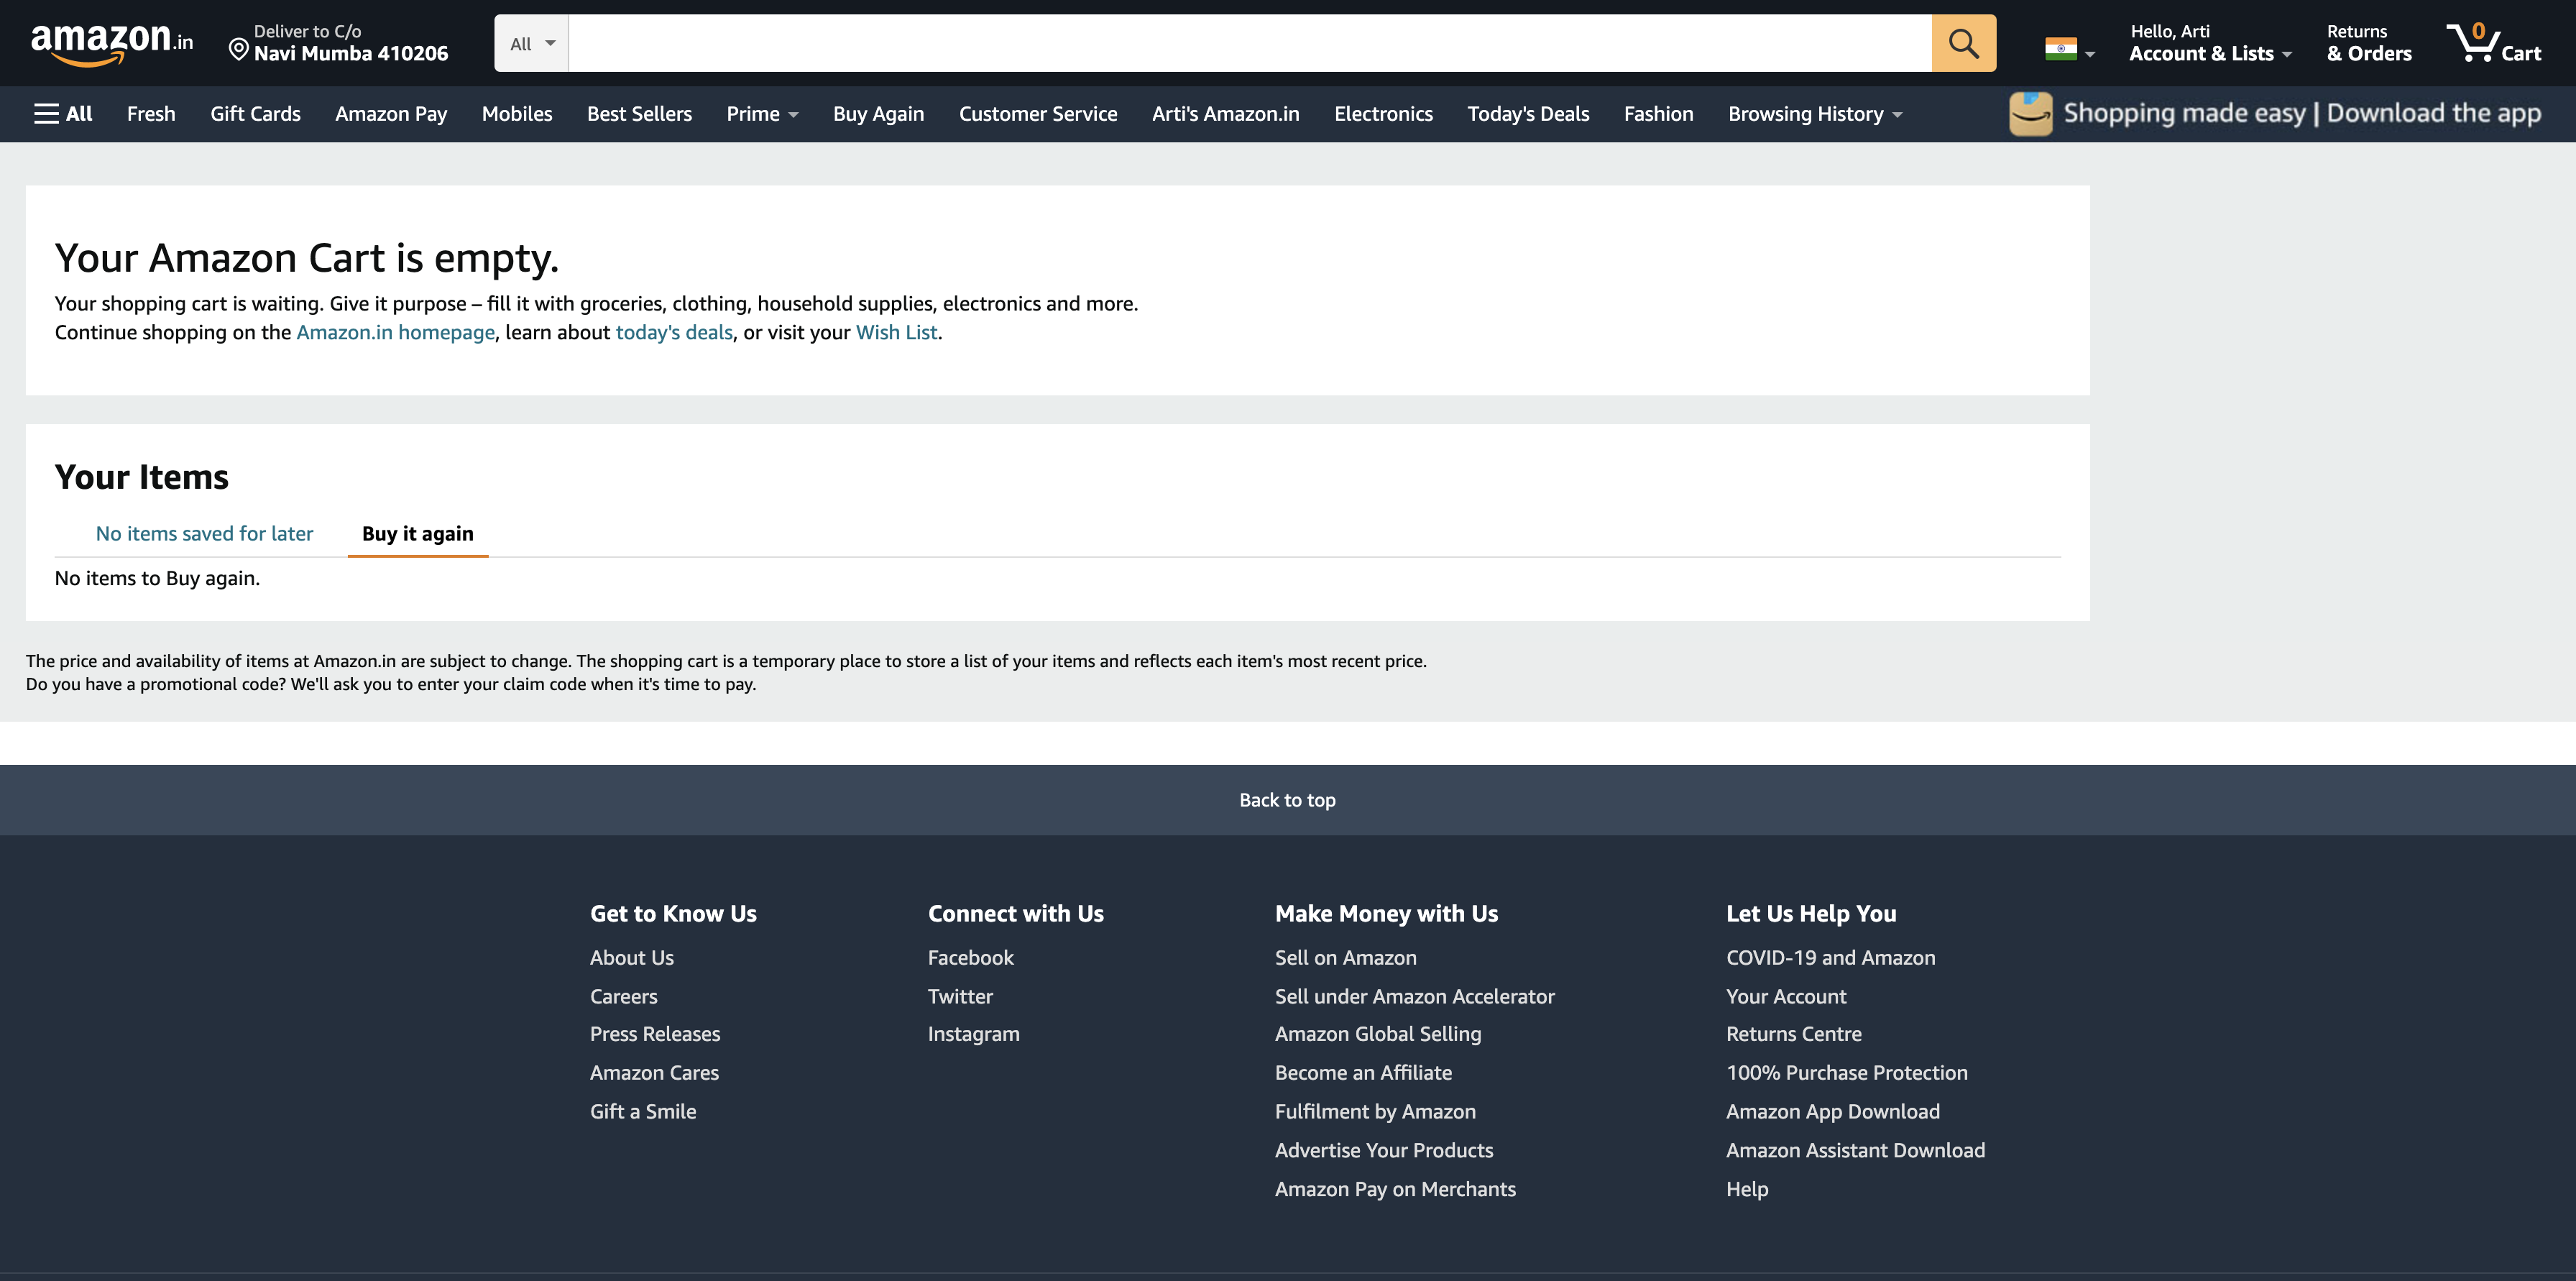 amazon.in
Deliver to C/o
Navi Mumba 410206
All
Hello, Arti
Account & Lists
Returns
& Orders
0
Cart
All
Fresh
Gift Cards
Amazon Pay
Mobiles
Best Sellers
Prime
Buy Again
Customer Service
Arti's Amazon.in
Electronics
Today's Deals
Fashion
Browsing History
Shopping made easy | Download the app
Your Amazon Cart is empty.
Your shopping cart is waiting. Give it purpose – fill it with groceries, clothing, household supplies, electronics and more.
Continue shopping on the Amazon.in homepage, learn about today's deals, or visit your Wish List.
Your Items
No items saved for later
Buy it again
No items to Buy again.
The price and availability of items at Amazon.in are subject to change. The shopping cart is a temporary place to store a list of your items and reflects each item's most recent price.
Do you have a promotional code? We'll ask you to enter your claim code when it's time to pay.
Back to top
Get to Know Us
About Us
Careers
Press Releases
Amazon Cares
Gift a Smile
Connect with Us
Facebook
Twitter
Instagram
Make Money with Us
Sell on Amazon
Sell under Amazon Accelerator
Amazon Global Selling
Become an Affiliate
Fulfilment by Amazon
Advertise Your Products
Amazon Pay on Merchants
Let Us Help You
COVID-19 and Amazon
Your Account
Returns Centre
100% Purchase Protection
Amazon App Download
Amazon Assistant Download
Help